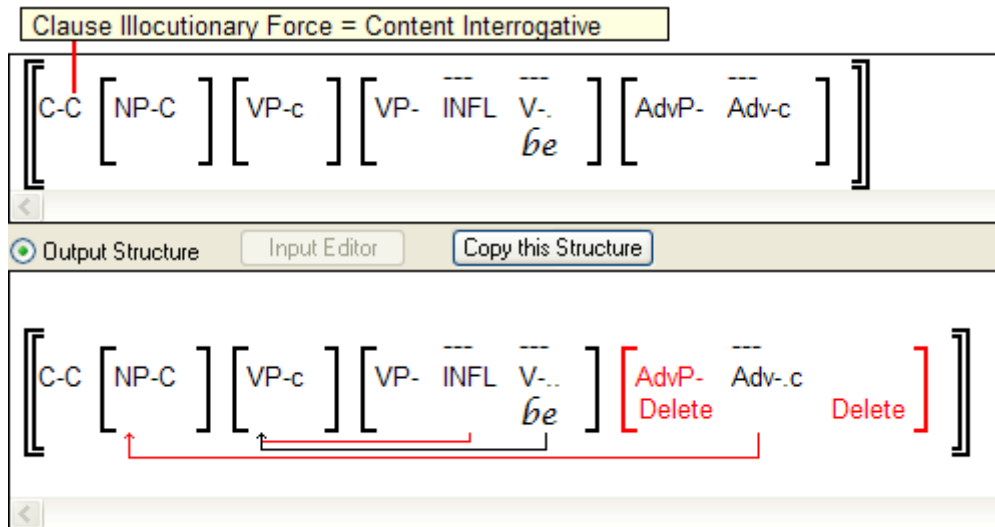 Clause Illocutionary Force = Content Interrogative
--- --- ---
C-C NP-C VP-c VP- INFL V-. AdvP- Adv-c
be
Output Structure Input Editor Copy this Structure
--- --- ---
C-C NP-C VP-c VP- INFL V-.. AdvP- Adv-.c
be Delete Delete